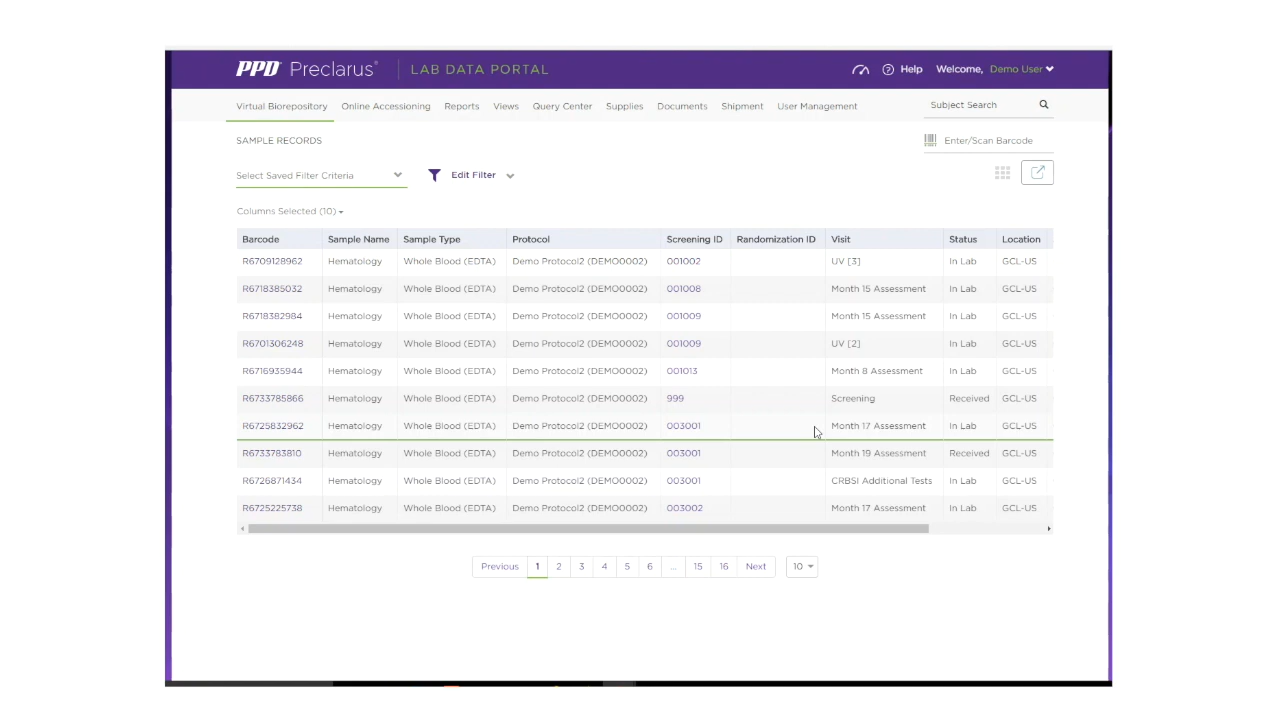 PPD Preclarus® LAB DATA PORTAL Help Welcome, Demo User
Virtual Biorepository Online Accessioning Reports Views Query Center Supplies Documents Shipment User Management Subject Search
SAMPLE RECORDS Enter/Scan Barcode
Select Saved Filter Criteria Edit Filter
Columns Selected (10)
Barcode Sample Name Sample Type Protocol Screening ID Randomization ID Visit Status Location
R6709128962 Hematology Whole Blood (EDTA) Demo Protocol2 (DEMO0002) 001002 UV [3] In Lab GCL-US
R6718385032 Hematology Whole Blood (EDTA) Demo Protocol2 (DEMO0002) 001008 Month 15 Assessment In Lab GCL-US
R6718382984 Hematology Whole Blood (EDTA) Demo Protocol2 (DEMO0002) 001009 Month 15 Assessment In Lab GCL-US
R6701306248 Hematology Whole Blood (EDTA) Demo Protocol2 (DEMO0002) 001009 UV [2] In Lab GCL-US
R6716935944 Hematology Whole Blood (EDTA) Demo Protocol2 (DEMO0002) 001013 Month 8 Assessment In Lab GCL-US
R6733785866 Hematology Whole Blood (EDTA) Demo Protocol2 (DEMO0002) 999 Screening Received GCL-US
R6725832962 Hematology Whole Blood (EDTA) Demo Protocol2 (DEMO0002) 003001 Month 17 Assessment In Lab GCL-US
R6733783810 Hematology Whole Blood (EDTA) Demo Protocol2 (DEMO0002) 003001 Month 19 Assessment Received GCL-US
R6726871434 Hematology Whole Blood (EDTA) Demo Protocol2 (DEMO0002) 003001 CRBSI Additional Tests In Lab GCL-US
R6725225738 Hematology Whole Blood (EDTA) Demo Protocol2 (DEMO0002) 003002 Month 17 Assessment In Lab GCL-US
Previous 1 2 3 4 5 6 ... 15 16 Next 10